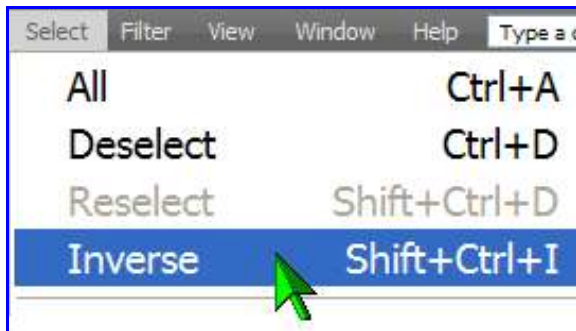 Select Filter View Window Help Type a
All Ctrl+A
Deselect Ctrl+D
Reselect Shift+Ctrl+D
Inverse Shift+Ctrl+I